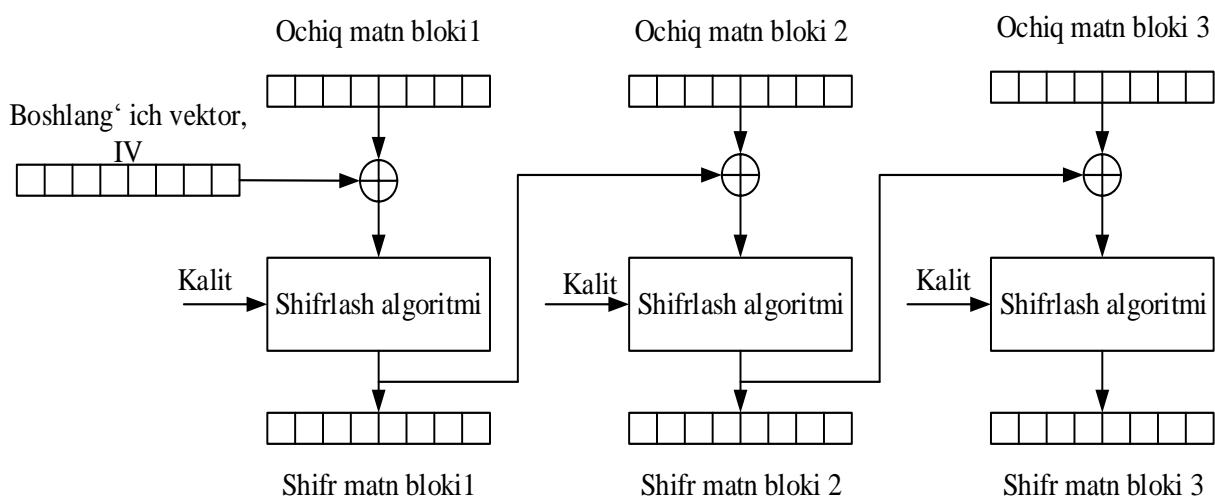 Ochiq matn bloki1
Ochiq matn bloki 2
Ochiq matn bloki 3
Boshlang‘ ich vektor,
IV
Kalit
Shifrlash algoritmi
Kalit
Shifrlash algoritmi
Kalit
Shifrlash algoritmi
Shifr matn bloki1
Shifr matn bloki 2
Shifr matn bloki 3